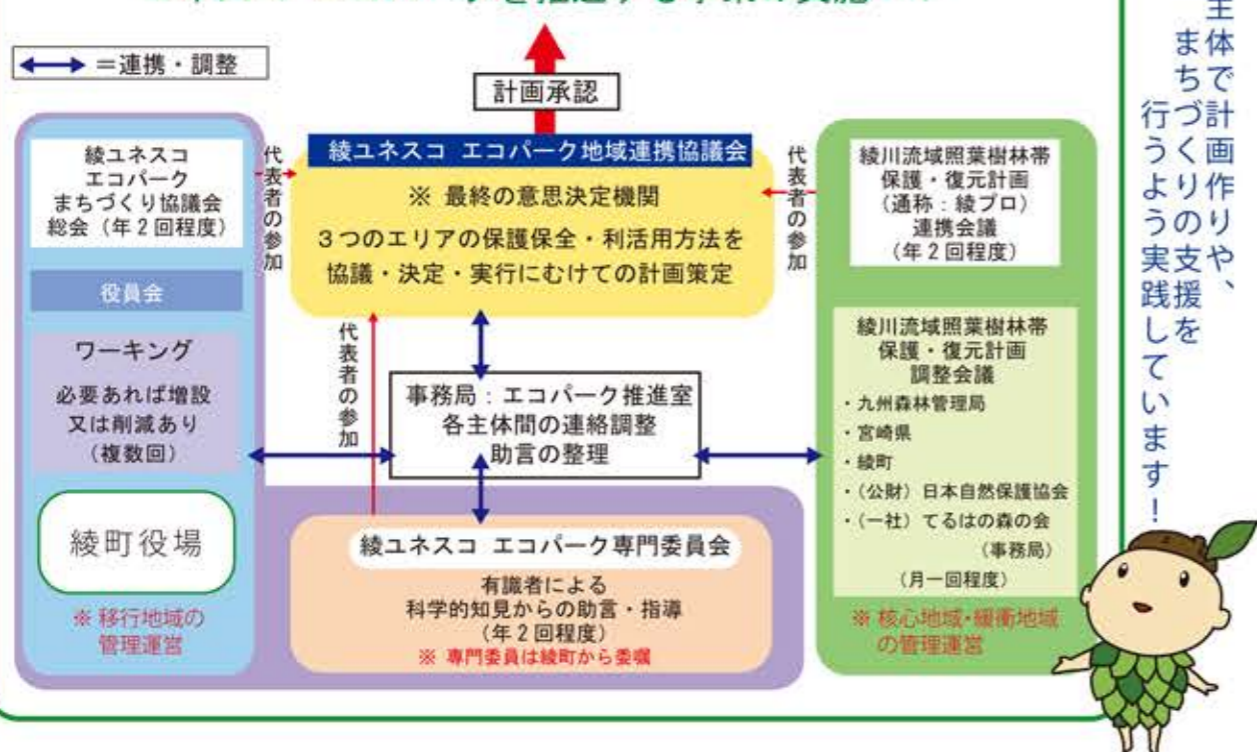 ＝連携・調整
計画承認
綾ユネスコ
エコパーク
まちづくり協議会
総会（年２回程度）
役員会
ワーキング
必要あれば増設
又は削減あり
（複数回）
綾町役場
※ 移行地域の
管理運営
代表者の参加
綾ユネスコ エコパーク地域連携協議会
※ 最終の意思決定機関
３つのエリアの保護保全・利活用方法を
協議・決定・実行にむけての計画策定
代表者の参加
代表者の参加
事務局：エコパーク推進室
各主体間の連絡調整
助言の整理
綾ユネスコ エコパーク専門委員会
有識者による
科学的知見からの助言・指導
（年２回程度）
※ 専門委員は綾町から委嘱
綾川流域照葉樹林帯
保護・復元計画
（通称：綾プロ）
連携会議
（年２回程度）
綾川流域照葉樹林帯
保護・復元計画
調整会議
・九州森林管理局
・宮崎県
・綾町
・（公財）日本自然保護協会
・（一社）てるはの森の会
（事務局）
（月一回程度）
※ 核心地域・緩衝地域
の管理運営
主体で計画作りや、
まちづくりの支援を
行うよう実践しています！